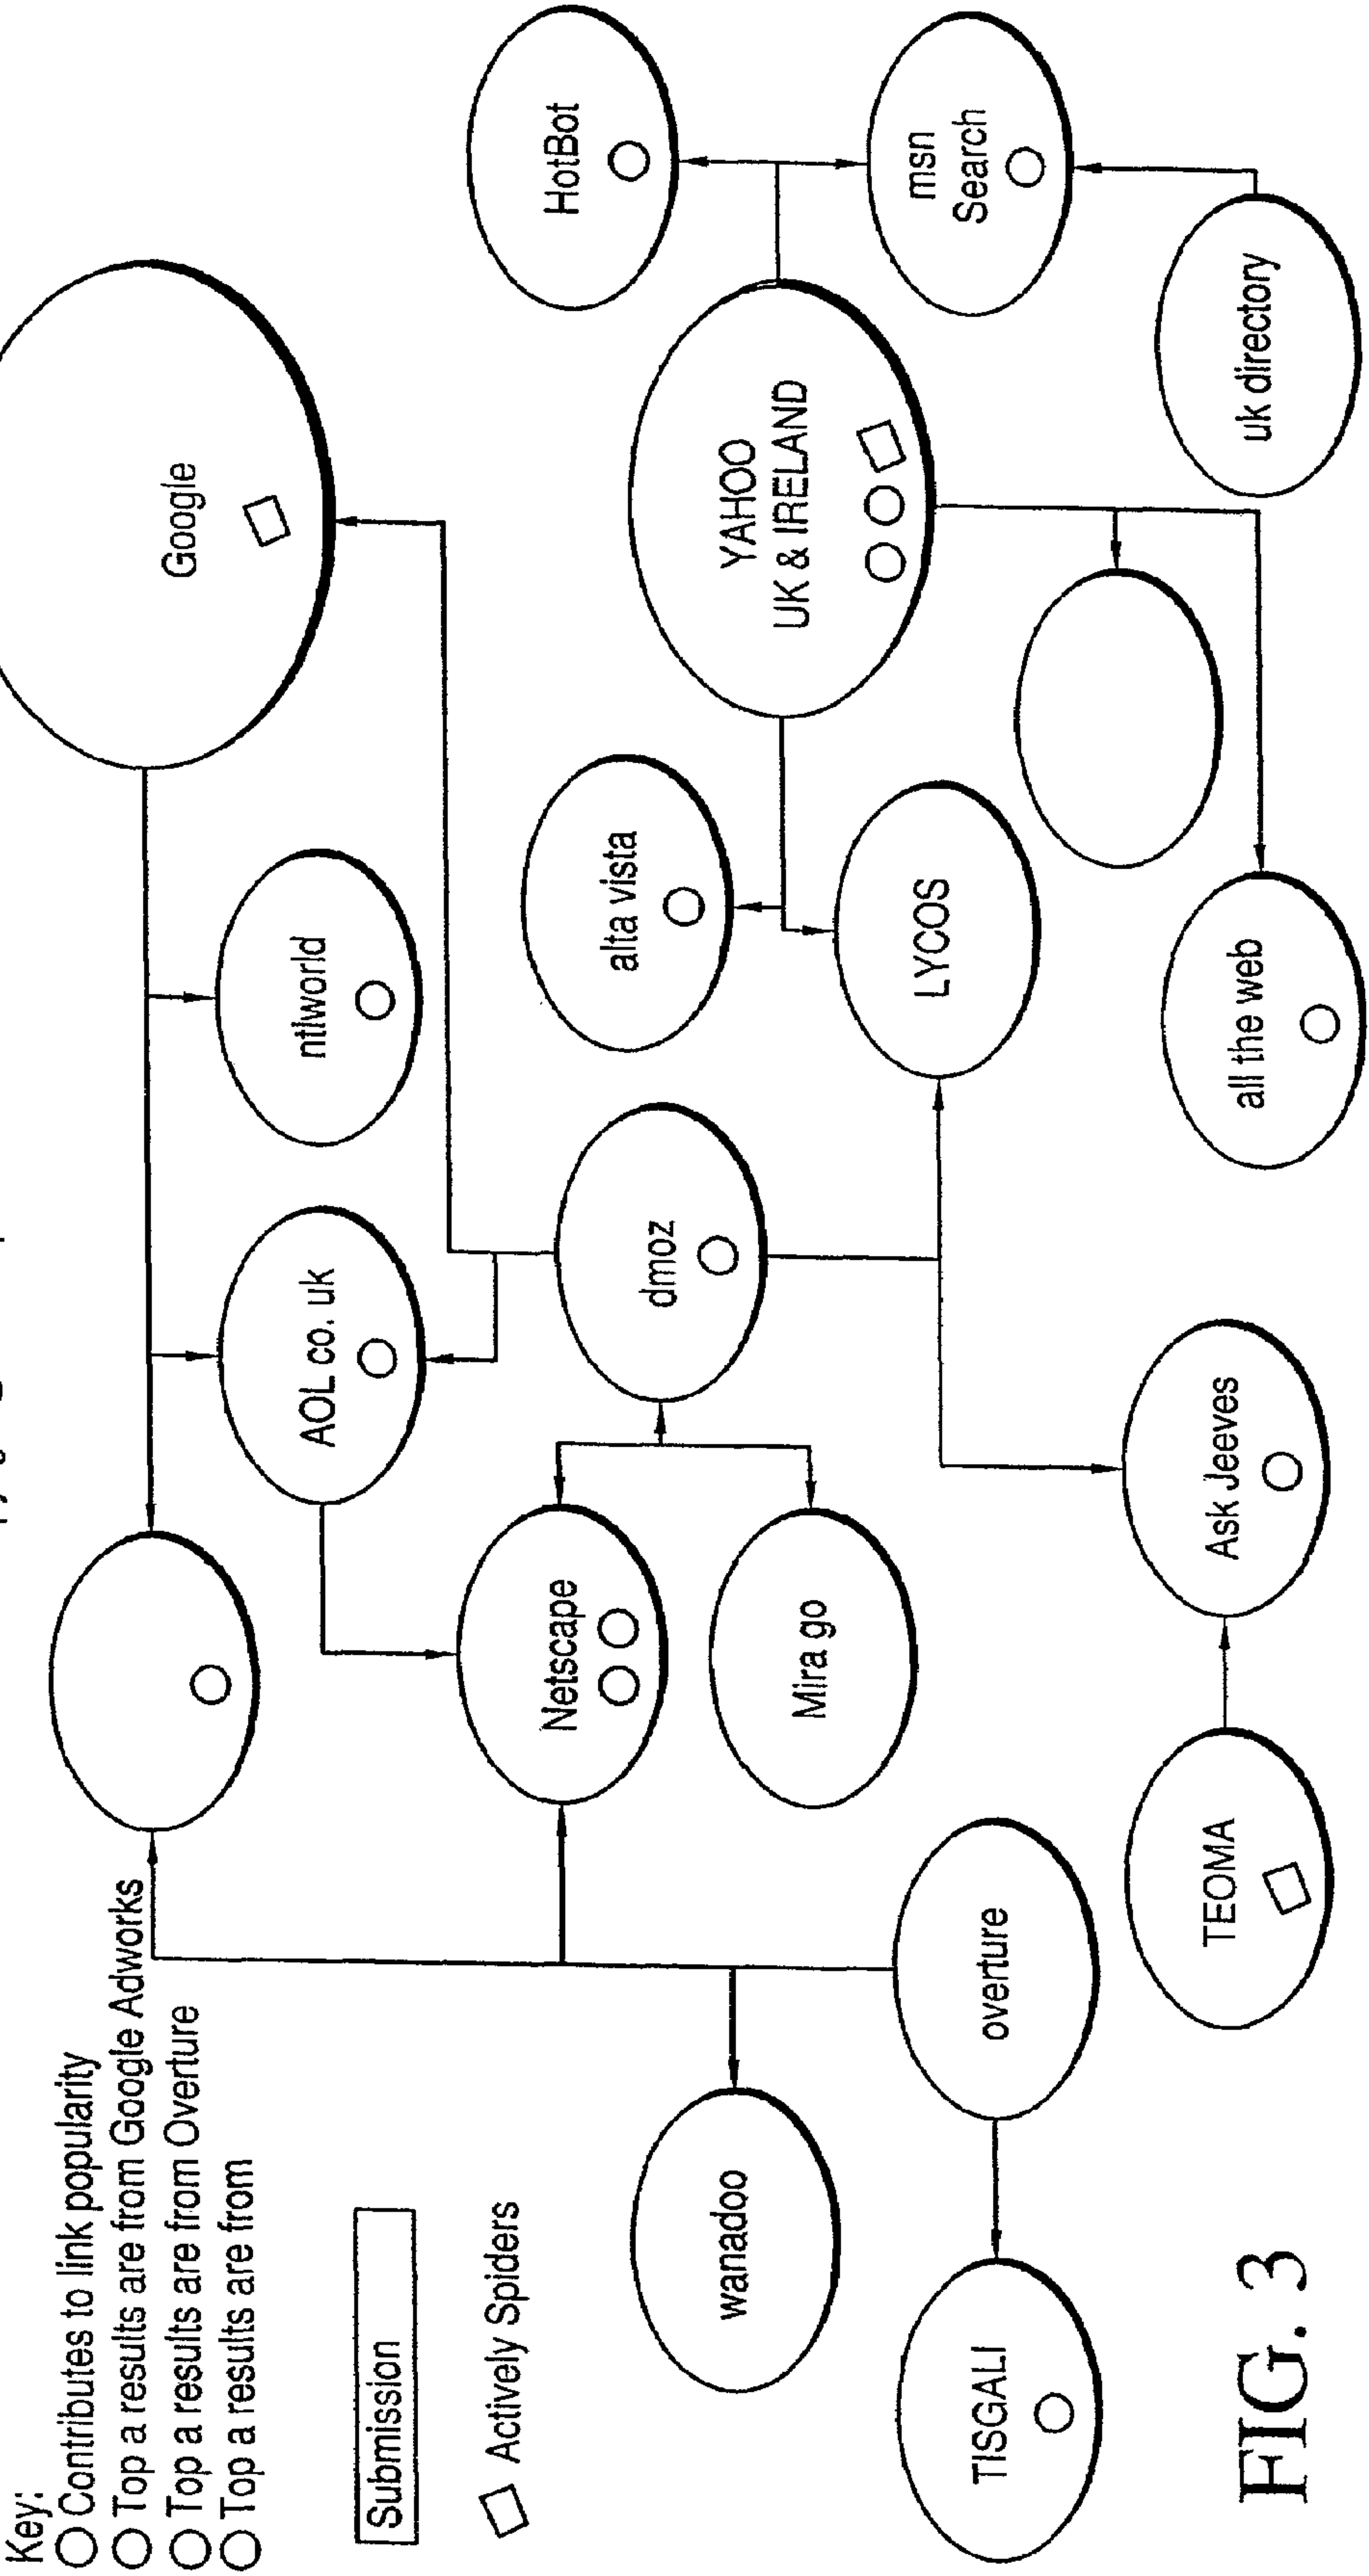 Key:
Contributes to link popularity
Top a results are from Google Adworks
Top a results are from Overture
Top a results are from
Submission
Actively Spiders
Google
ntlworld
AOL co. uk
HotBot
alta vista
dmoz
Netscape
YAHOO
UK & IRELAND
msn
Search
LYCOS
Mira go
wanadoo
overture
TISGALI
uk directory
all the web
Ask Jeeves
TEOMA
FIG. 3